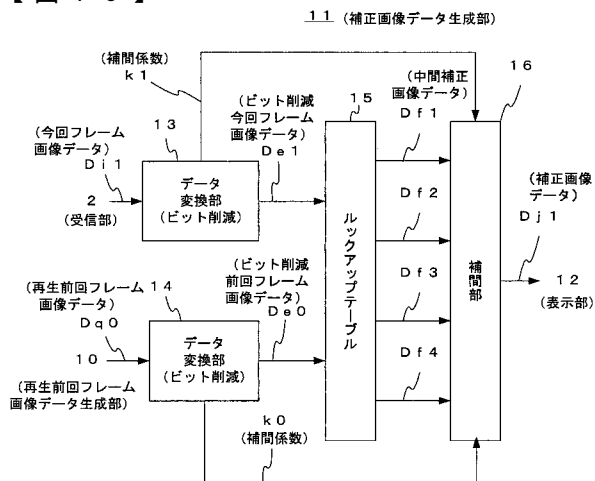 １１（補正画像データ生成部）
（補間係数）
ｋ１
（今回フレーム
画像データ）
Ｄｉ１
２
（受信部）
１３
データ
変換部
（ビット削減）
（ビット削減
今回フレーム
画像データ）
Ｄｅ１
１５
ルックアップテーブル
（中間補正
画像データ）
Ｄｆ１
Ｄｆ２
Ｄｆ３
Ｄｆ４
１６
補間部
（補正画像
データ）
Ｄｊ１
１２
（表示部）
（再生前回フレーム
画像データ）
Ｄｑ０
１０
（再生前回フレーム
画像データ生成部）
１４
データ
変換部
（ビット削減）
（ビット削減
前回フレーム
画像データ）
Ｄｅ０
ｋ０
（補間係数）